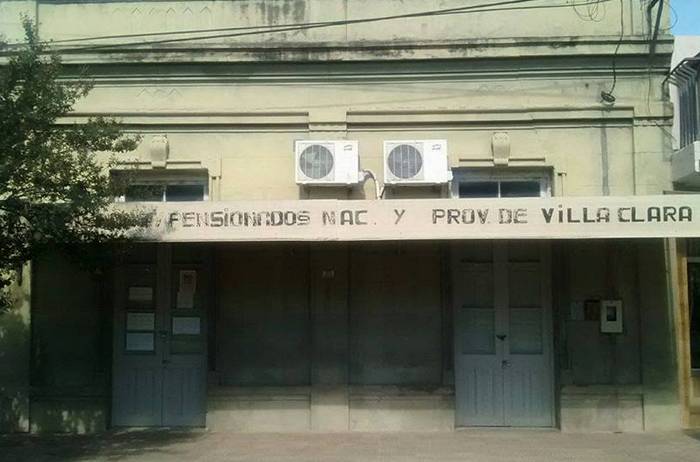 PENSiONADOS NAC. Y PROV. DE ViLLA CLARA